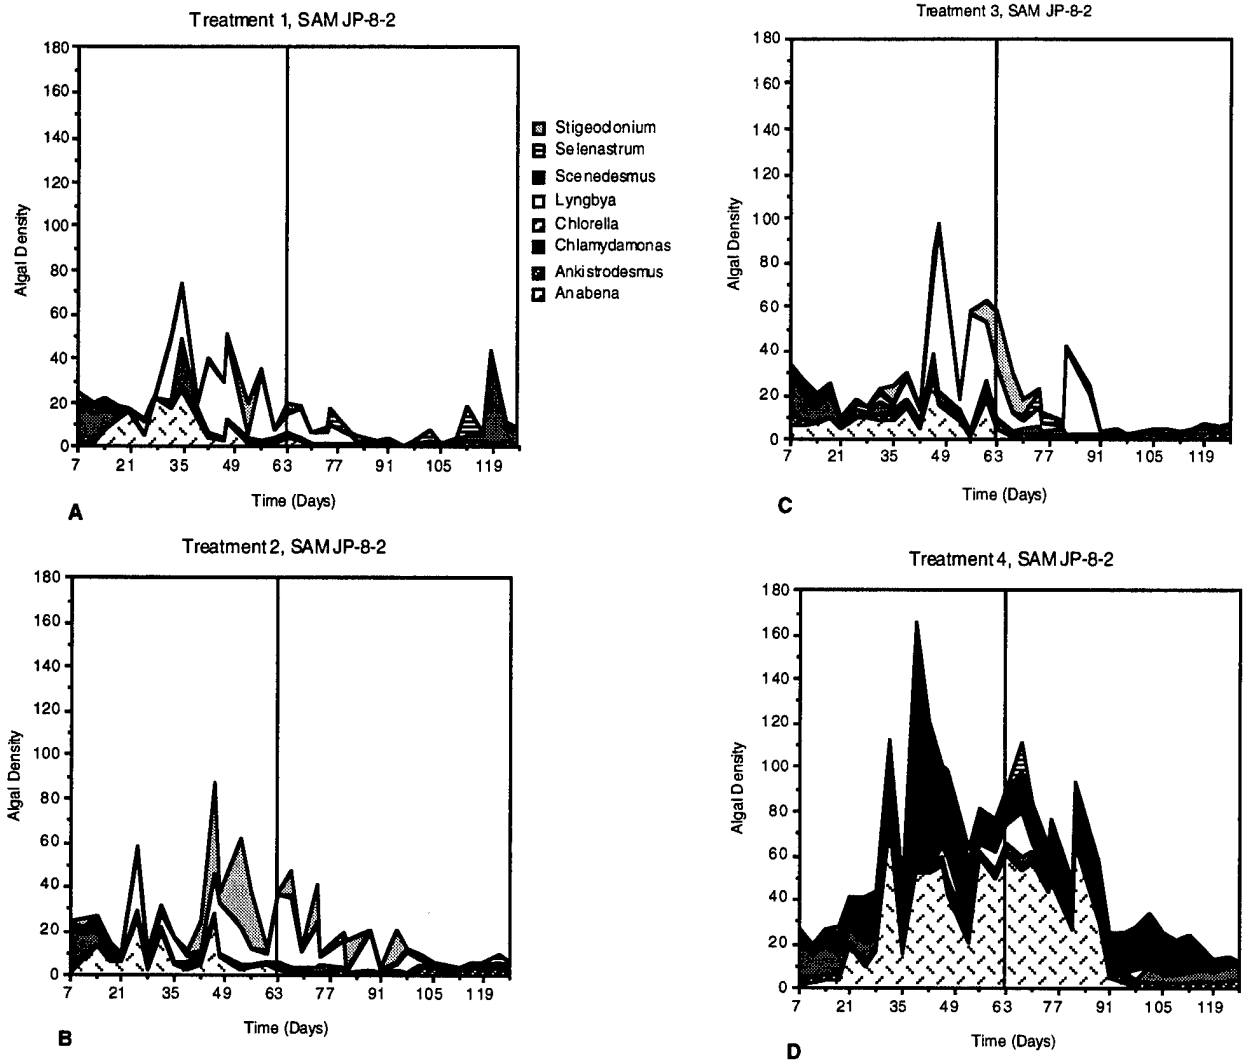 Treatment 1, SAM JP-8-2
180
160
140
120
100
80
60
40
20
0
7 21 35 49 63 77 91 105 119
Algal Density
Time (Days)
A
Stigeodonium
Selenastrum
Scenedesmus
Lyngbya
Chlorella
Chlamydamonas
Ankistrodesmus
Anabena
Treatment 3, SAM JP-8-2
180
160
140
120
100
80
60
40
20
0
7 21 35 49 63 77 91 105 119
Algal Density
Time (Days)
C
Treatment 2, SAM JP-8-2
180
160
140
120
100
80
60
40
20
0
7 21 35 49 63 77 91 105 119
Algal Density
Time (Days)
B
Treatment 4, SAM JP-8-2
180
160
140
120
100
80
60
40
20
0
7 21 35 49 63 77 91 105 119
Algal Density
Time (Days)
D